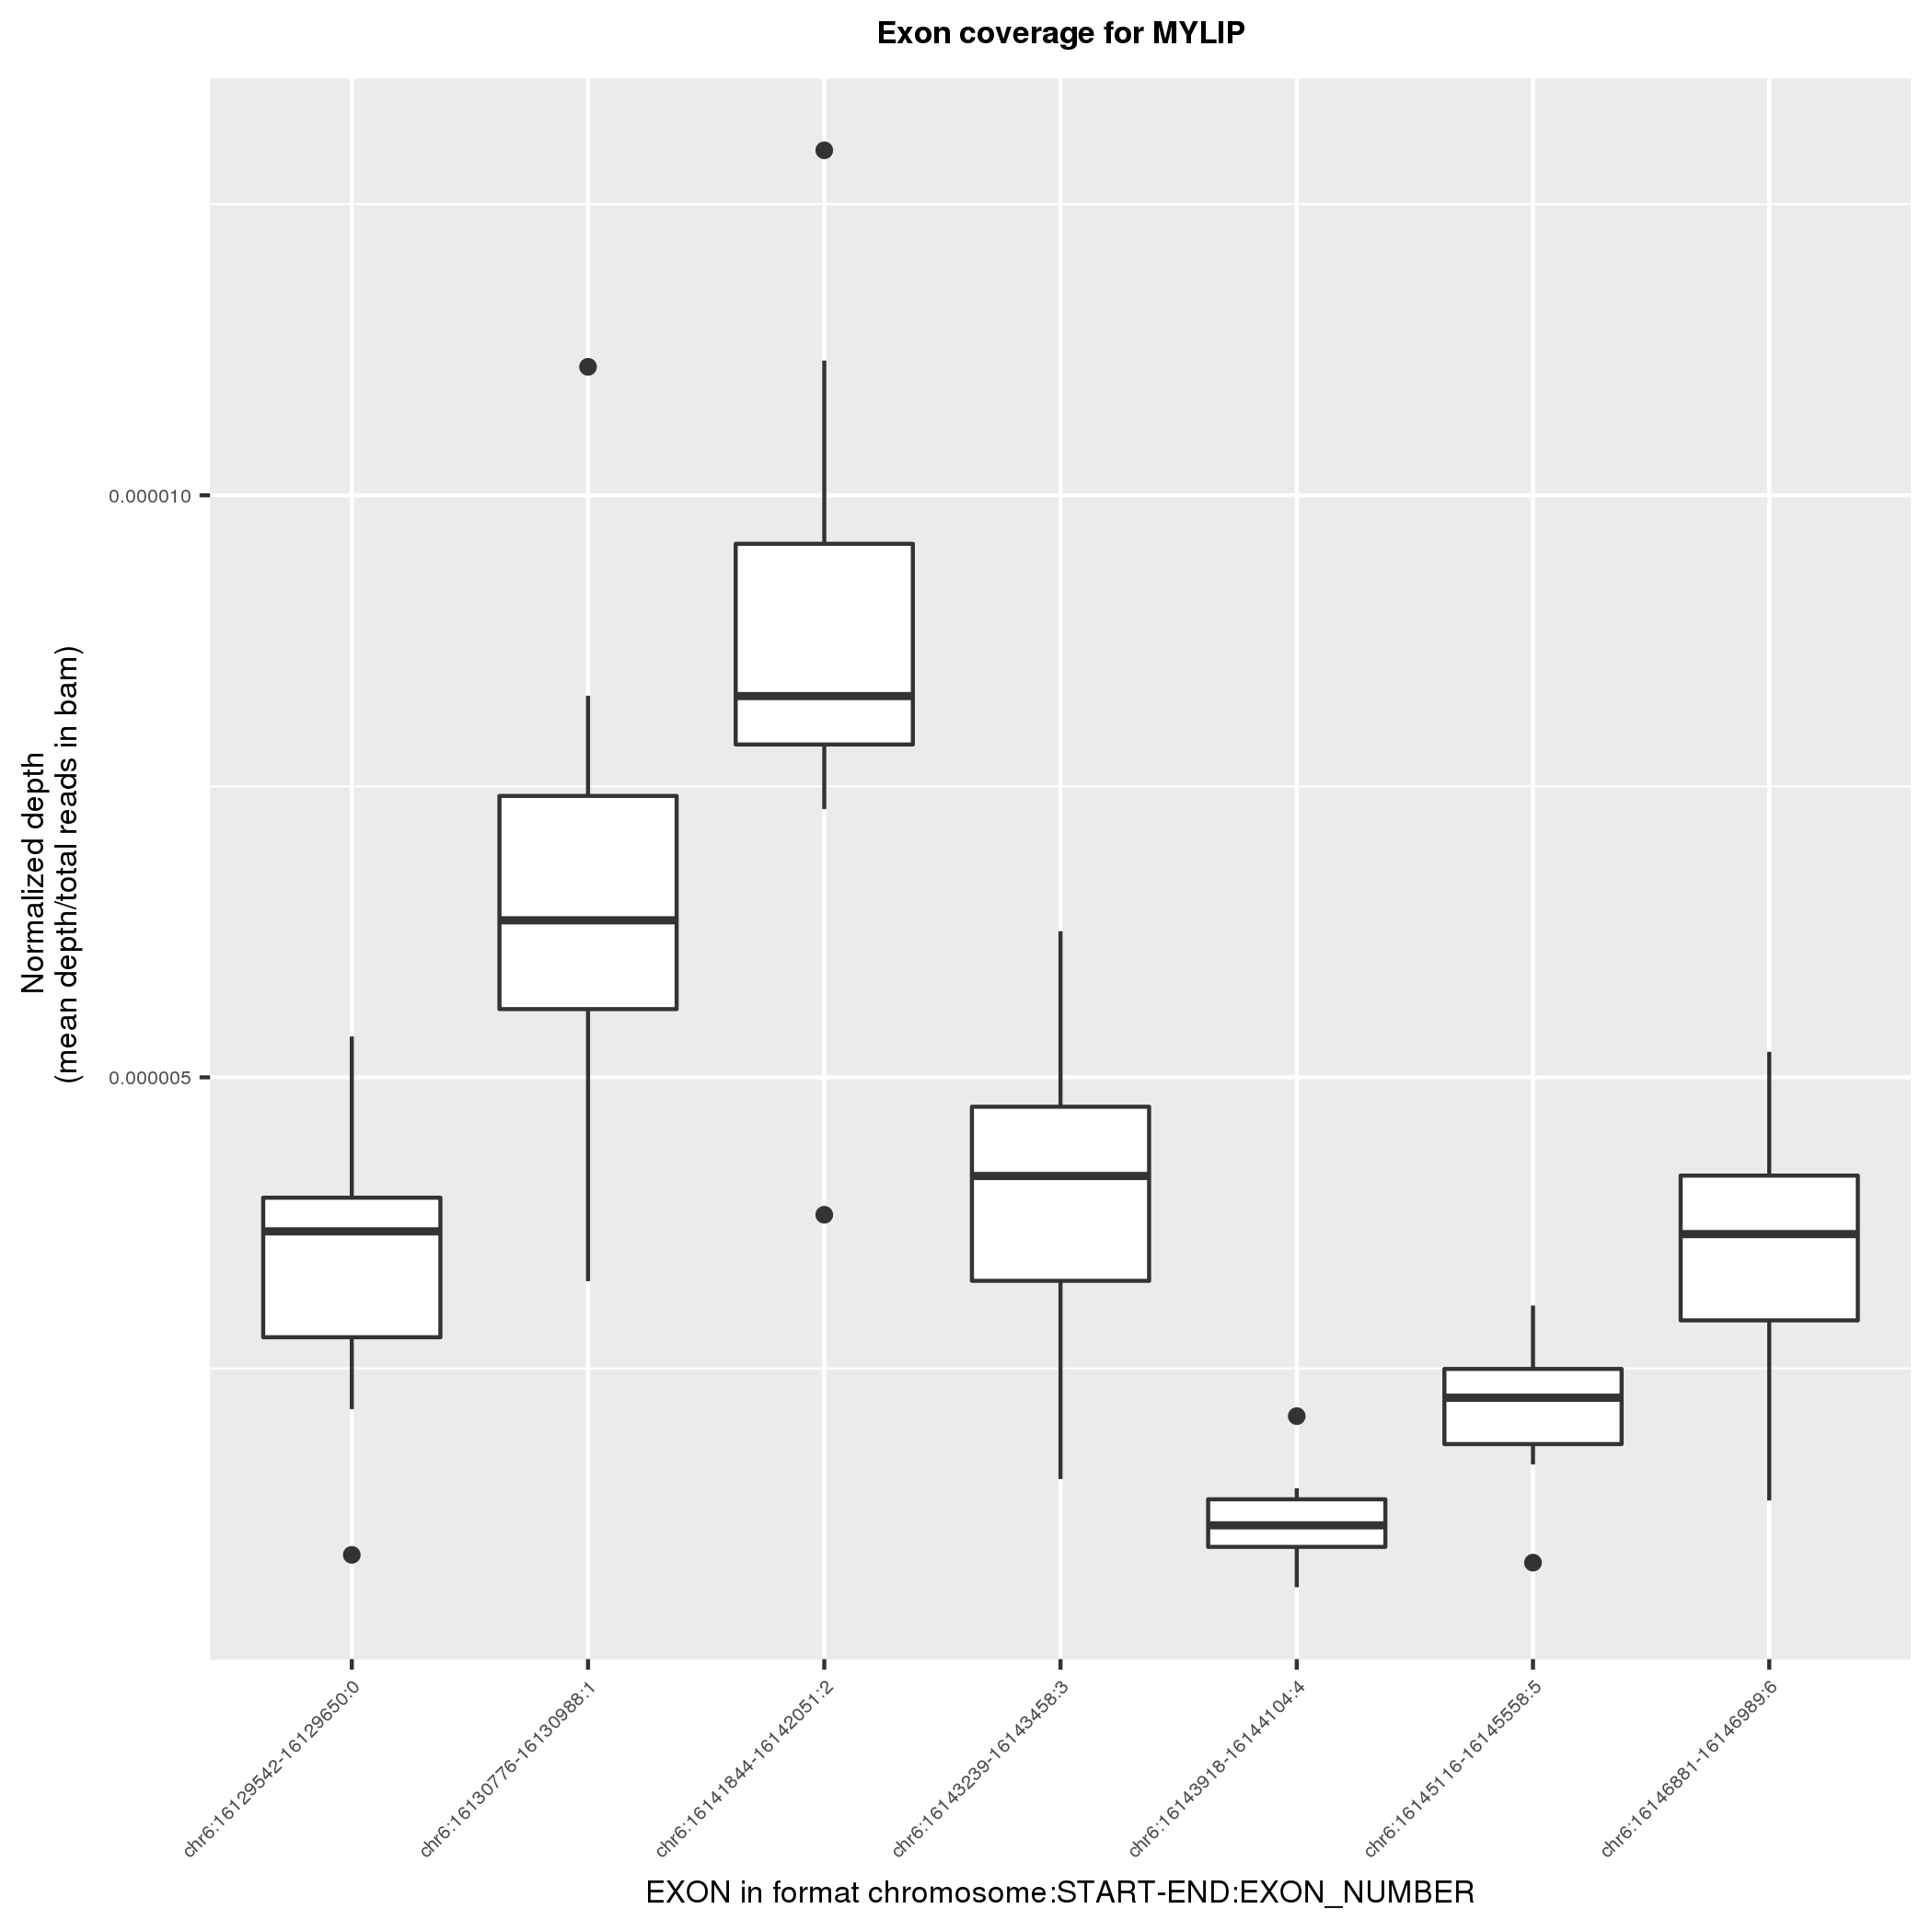 Exon coverage for MYLIP
Normalized depth
(mean depth/total reads in bam)
0.000010
0.000005
chr6:16129542-16129650:0
chr6:16130776-16130988:1
chr6:16141844-16142051:2
chr6:16143239-16143458:3
chr6:16143918-16144104:4
chr6:16145116-16145558:5
chr6:16146881-16146989:6
EXON in format chromosome:START-END:EXON_NUMBER